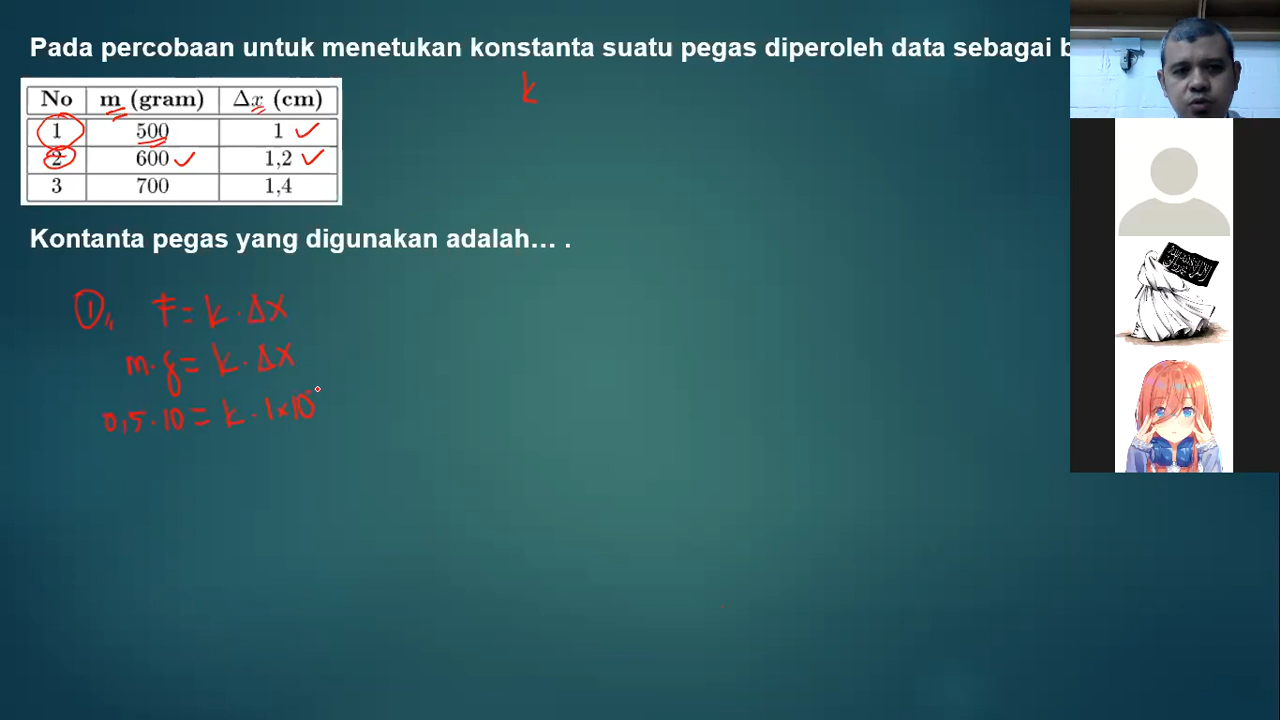 Pada percobaan untuk menetukan konstanta suatu pegas diperoleh data sebagai b
k
No m (gram) Δx (cm)
1 500 1
2 600 1,2
3 700 1,4
Kontanta pegas yang digunakan adalah... .
1,, F = k · Δx
m · g = k · Δx
0,5 · 10 = k · 1 x 10